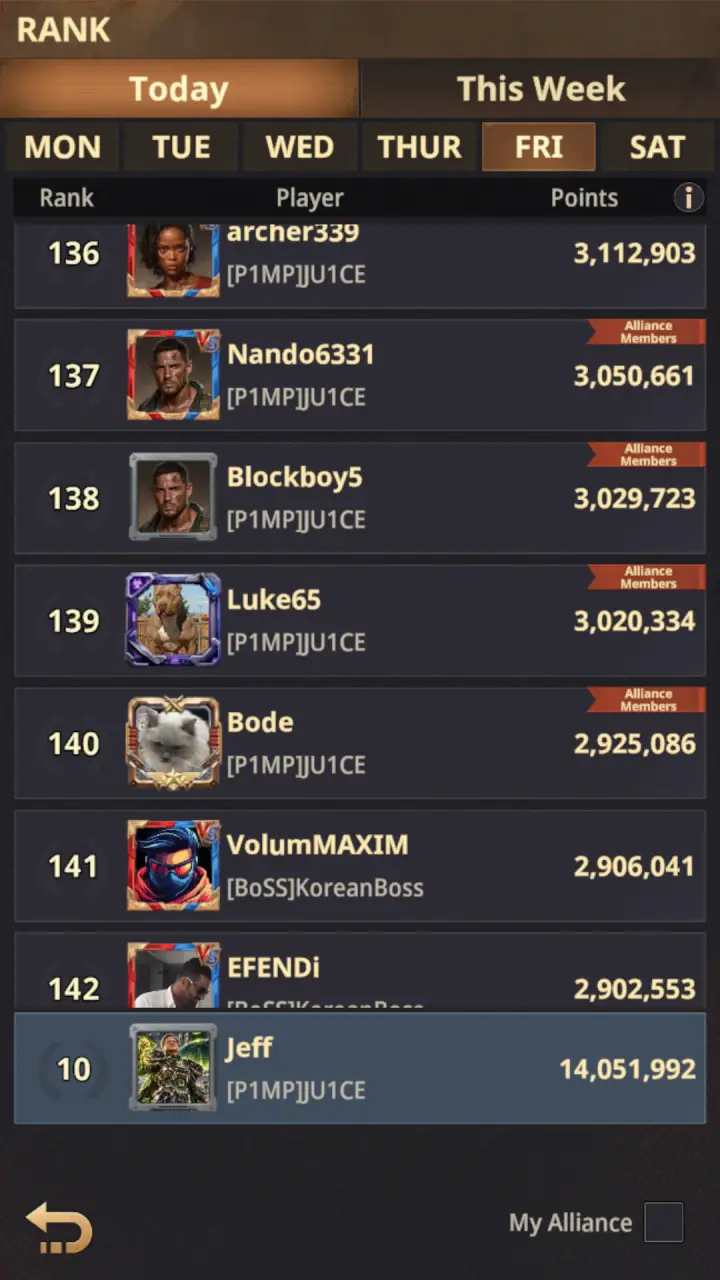 RANK
Today
This Week
MON TUE WED THUR FRI SAT
Rank Player Points
136 archer339 3,112,903
[P1MP]JU1CE
Alliance Members
137 Nando6331 3,050,661
[P1MP]JU1CE
Alliance Members
138 Blockboy5 3,029,723
[P1MP]JU1CE
Alliance Members
139 Luke65 3,020,334
[P1MP]JU1CE
Alliance Members
140 Bode 2,925,086
[P1MP]JU1CE
141 VolumMAXIM 2,906,041
[BoSS]KoreanBoss
142 EFENDi 2,902,553
[BoSS]KoreanBoss
10 Jeff 14,051,992
[P1MP]JU1CE
My Alliance